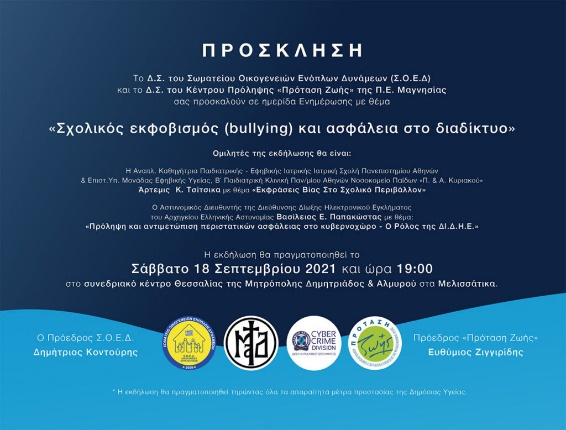 ΠΡΟΣΚΛΗΣΗ
Το Δ.Σ. του Σωματείου Οικογενειών Ενόπλων Δυνάμεων (Σ.Ο.Ε.Δ)
και το Δ.Σ. του Κέντρου Πρόληψης «Πρόταση Ζωής» της Π.Ε. Μαγνησίας
σας προσκαλούν σε ημερίδα Ενημέρωσης με θέμα
«Σχολικός εκφοβισμός (bullying) και ασφάλεια στο διαδίκτυο»
Ομιλητές της εκδήλωσης θα είναι:
Η Αναπλ. Καθηγήτρια Παιδιατρικής - Εφηβικής Ιατρικής Ιατρική Σχολή Πανεπιστημίου Αθηνών
& Επιστ.Υπ. Μονάδας Εφηβικής Υγείας, Β΄ Παιδιατρική Κλινική Παν/μίου Αθηνών Νοσοκομείο Παίδων «Π. & Α. Κυριακού»
Άρτεμις Κ. Τσίτσικα με θέμα «Εκφράσεις Βίας Στο Σχολικό Περιβάλλον»
Ο Αστυνομικός Διευθυντής της Διεύθυνσης Δίωξης Ηλεκτρονικού Εγκλήματος
του Αρχηγείου Ελληνικής Αστυνομίας Βασίλειος Ε. Παπακώστας με θέμα:
«Πρόληψη και αντιμετώπιση περιστατικών ασφάλειας στο κυβερνοχώρο - Ο Ρόλος της ΔΙ.Δ.Η.Ε.»
Η εκδήλωση θα πραγματοποιηθεί το
Σάββατο 18 Σεπτεμβρίου 2021 και ώρα 19:00
στο συνεδριακό κέντρο Θεσσαλίας της Μητρόπολης Δημητριάδος & Αλμυρού στα Μελισσάτικα.
Ο Πρόεδρος Σ.Ο.Ε.Δ.
Δημήτριος Κοντούρης
CYBER
CRIME
DIVISION
ΠΡΟΤΑΣΗ
Ζωής
Πρόεδρος «Πρόταση Ζωής»
Ευθύμιος Ζιγγιρίδης
* Η εκδήλωση θα πραγματοποιηθεί τηρώντας όλα τα απαραίτητα μέτρα προστασίας της Δημόσιας Υγείας.